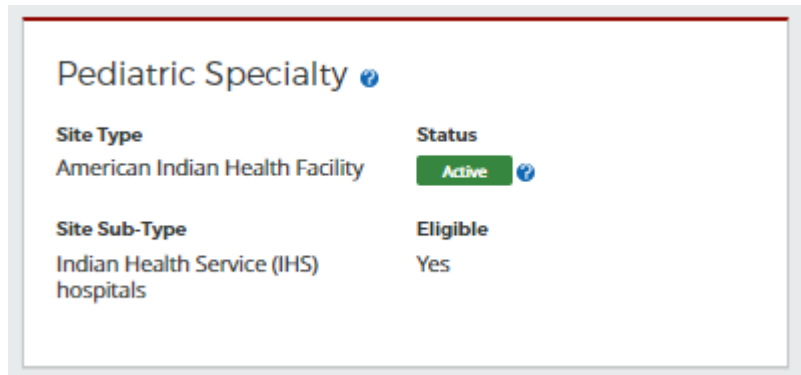 Pediatric Specialty
Site Type
American Indian Health Facility
Status
Active
Site Sub-Type
Indian Health Service (IHS)
hospitals
Eligible
Yes